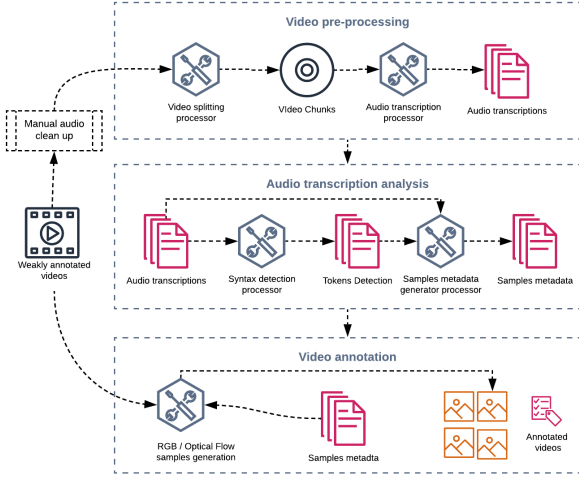 Video pre-processing
Video splitting
processor
VIdeo Chunks
Audio transcription
processor
Audio transcriptions
Manual audio
clean up
Weakly annotated
videos
Audio transcription analysis
Audio transcriptions
Syntax detection
processor
Tokens Detection
Samples metadata
generator processor
Samples metadata
Video annotation
RGB / Optical Flow
samples generation
Samples metadta
Annotated
videos